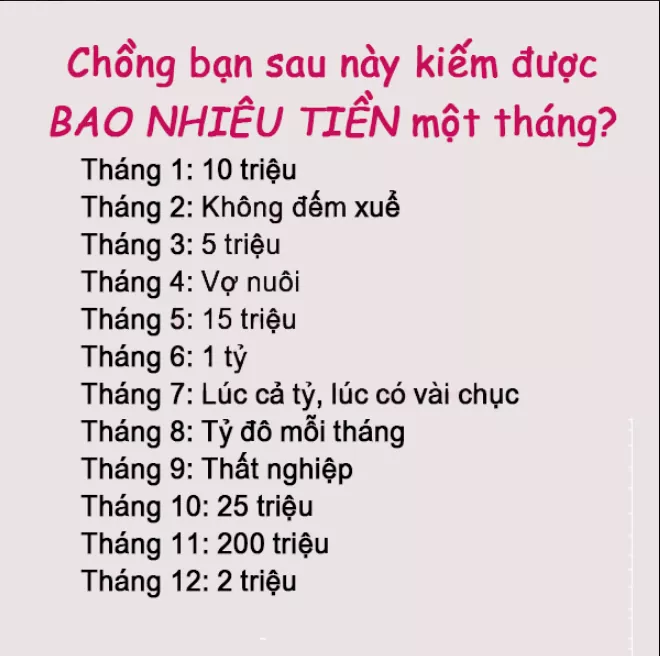 Chồng bạn sau này kiếm được
BAO NHIÊU TIỀN một tháng?
Tháng 1: 10 triệu
Tháng 2: Không đếm xuể
Tháng 3: 5 triệu
Tháng 4: Vợ nuôi
Tháng 5: 15 triệu
Tháng 6: 1 tỷ
Tháng 7: Lúc cả tỷ, lúc có vài chục
Tháng 8: Tỷ đô mỗi tháng
Tháng 9: Thất nghiệp
Tháng 10: 25 triệu
Tháng 11: 200 triệu
Tháng 12: 2 triệu